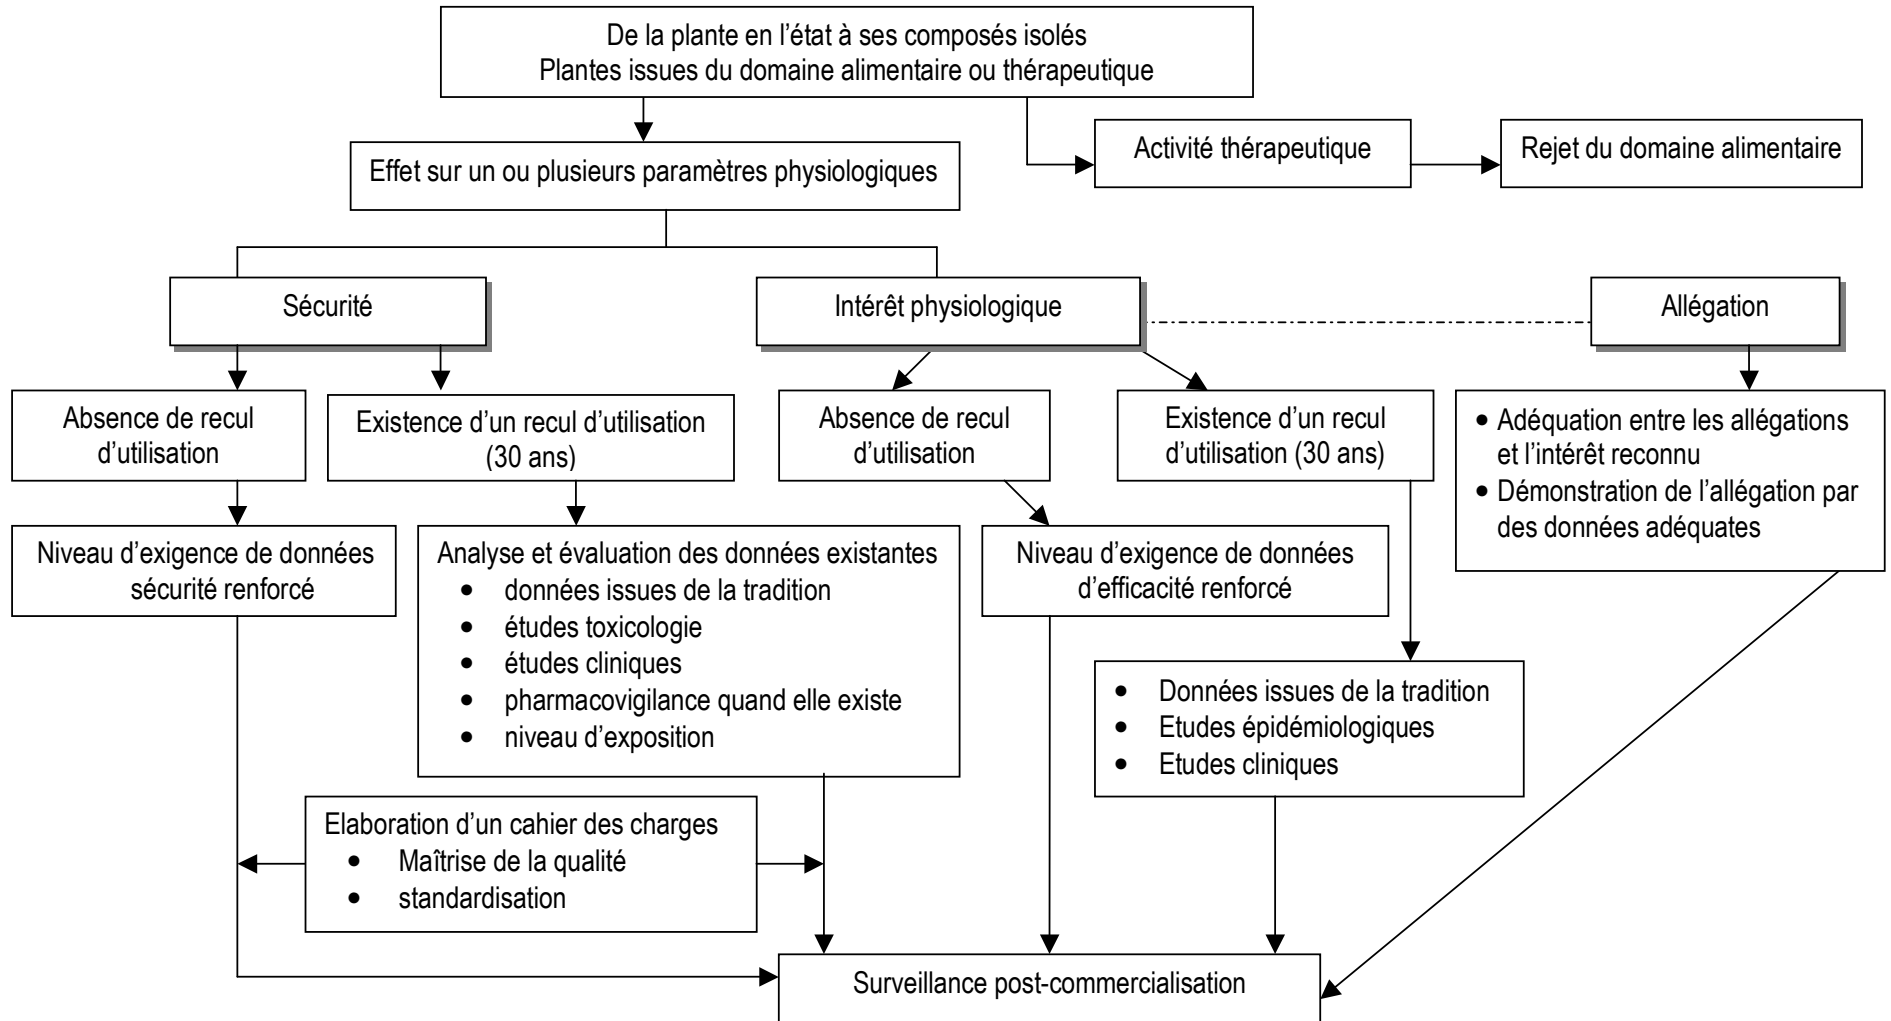 De la plante en l’état à ses composés isolés
Plantes issues du domaine alimentaire ou thérapeutique
Activité thérapeutique
Rejet du domaine alimentaire
Effet sur un ou plusieurs paramètres physiologiques
Sécurité
Intérêt physiologique
Allégation
Absence de recul
d’utilisation
Existence d’un recul d’utilisation
(30 ans)
Absence de recul
d’utilisation
Existence d’un recul
d’utilisation (30 ans)
• Adéquation entre les allégations
et l’intérêt reconnu
• Démonstration de l’allégation par
des données adéquates
Niveau d’exigence de données
sécurité renforcé
Analyse et évaluation des données existantes
• données issues de la tradition
• études toxicologie
• études cliniques
• pharmacovigilance quand elle existe
• niveau d’exposition
Niveau d’exigence de données
d’efficacité renforcé
• Données issues de la tradition
• Etudes épidémiologiques
• Etudes cliniques
Elaboration d’un cahier des charges
• Maîtrise de la qualité
• standardisation
Surveillance post-commercialisation